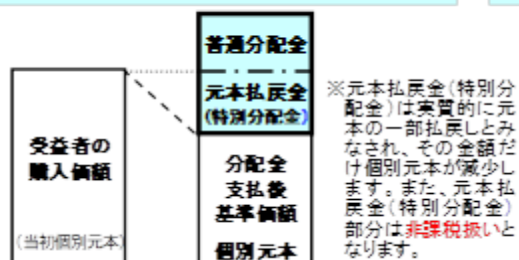 普通分配金
元本払戻金
(特別分配金)
受益者の
購入価額
(当初個別元本)
分配金
支払後
基準価額
個別元本
※元本払戻金(特別分
配金)は実質的に元
本の一部払戻しとみ
なされ、その金額だ
け個別元本が減少し
ます。また、元本払
戻金(特別分配金)
部分は非課税扱いと
なります。